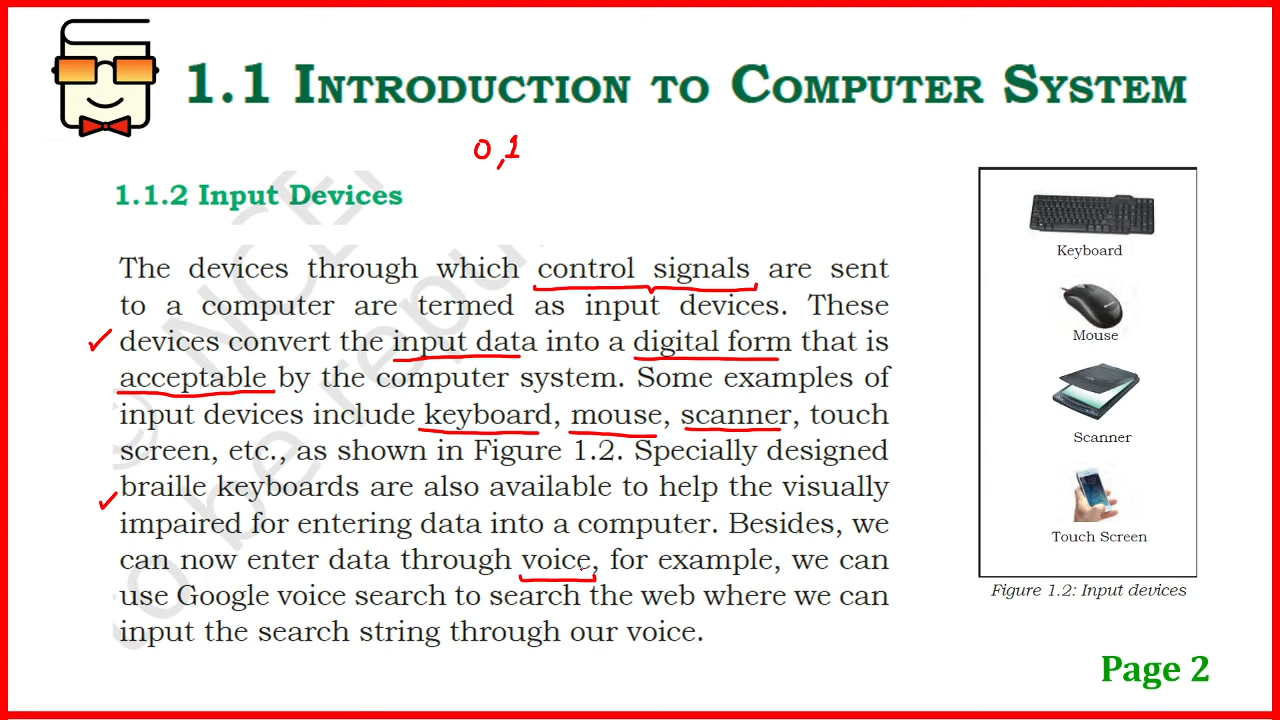 1.1 INTRODUCTION TO COMPUTER SYSTEM
0,1
1.1.2 Input Devices
The devices through which control signals are sent
to a computer are termed as input devices. These
devices convert the input data into a digital form that is
acceptable by the computer system. Some examples of
input devices include keyboard, mouse, scanner, touch
screen, etc., as shown in Figure 1.2. Specially designed
braille keyboards are also available to help the visually
impaired for entering data into a computer. Besides, we
can now enter data through voice, for example, we can
use Google voice search to search the web where we can
input the search string through our voice.
Keyboard
Mouse
Scanner
Touch Screen
Figure 1.2: Input devices
Page 2